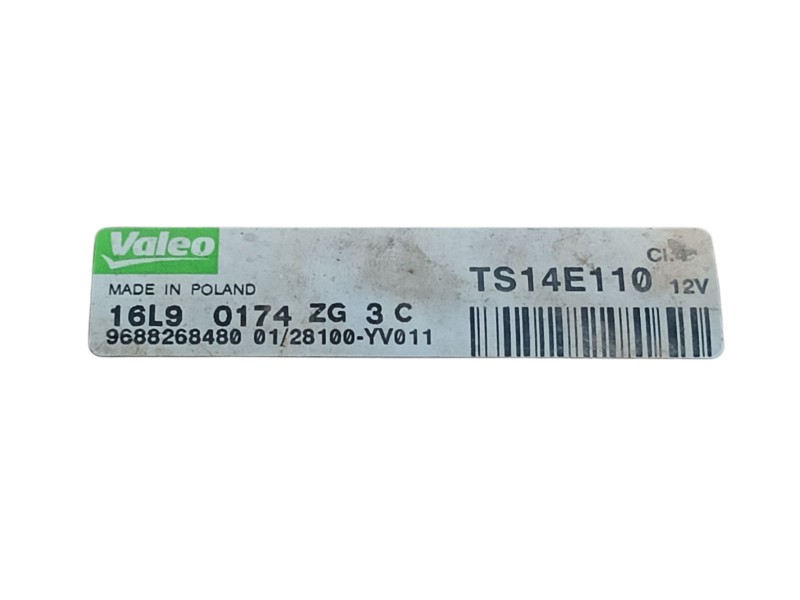 Valeo
MADE IN POLAND
TS14E110 12V
16L9 0174 ZG 3 C
9688268480 01/28100-YV011